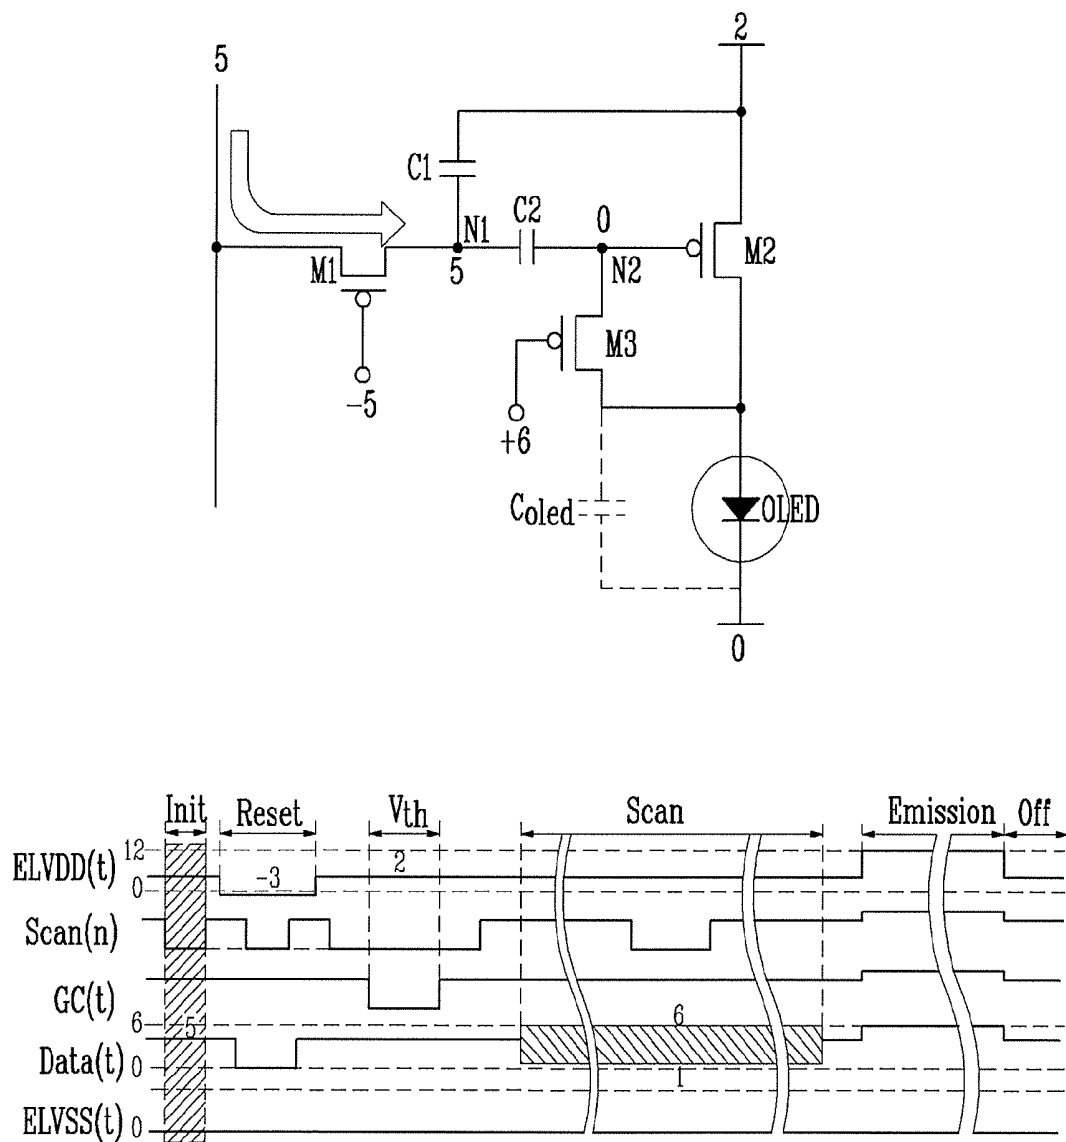 2
5
C1
C2
0
N1
M2
M1
5
N2
M3
-5
+6
Coled
OLED
0
Init
Reset
Vth
Scan
Emission
Off
12
ELVDD(t)
-3
2
0
Scan(n)
GC(t)
6
5
6
Data(t)
0
1
ELVSS(t)
0